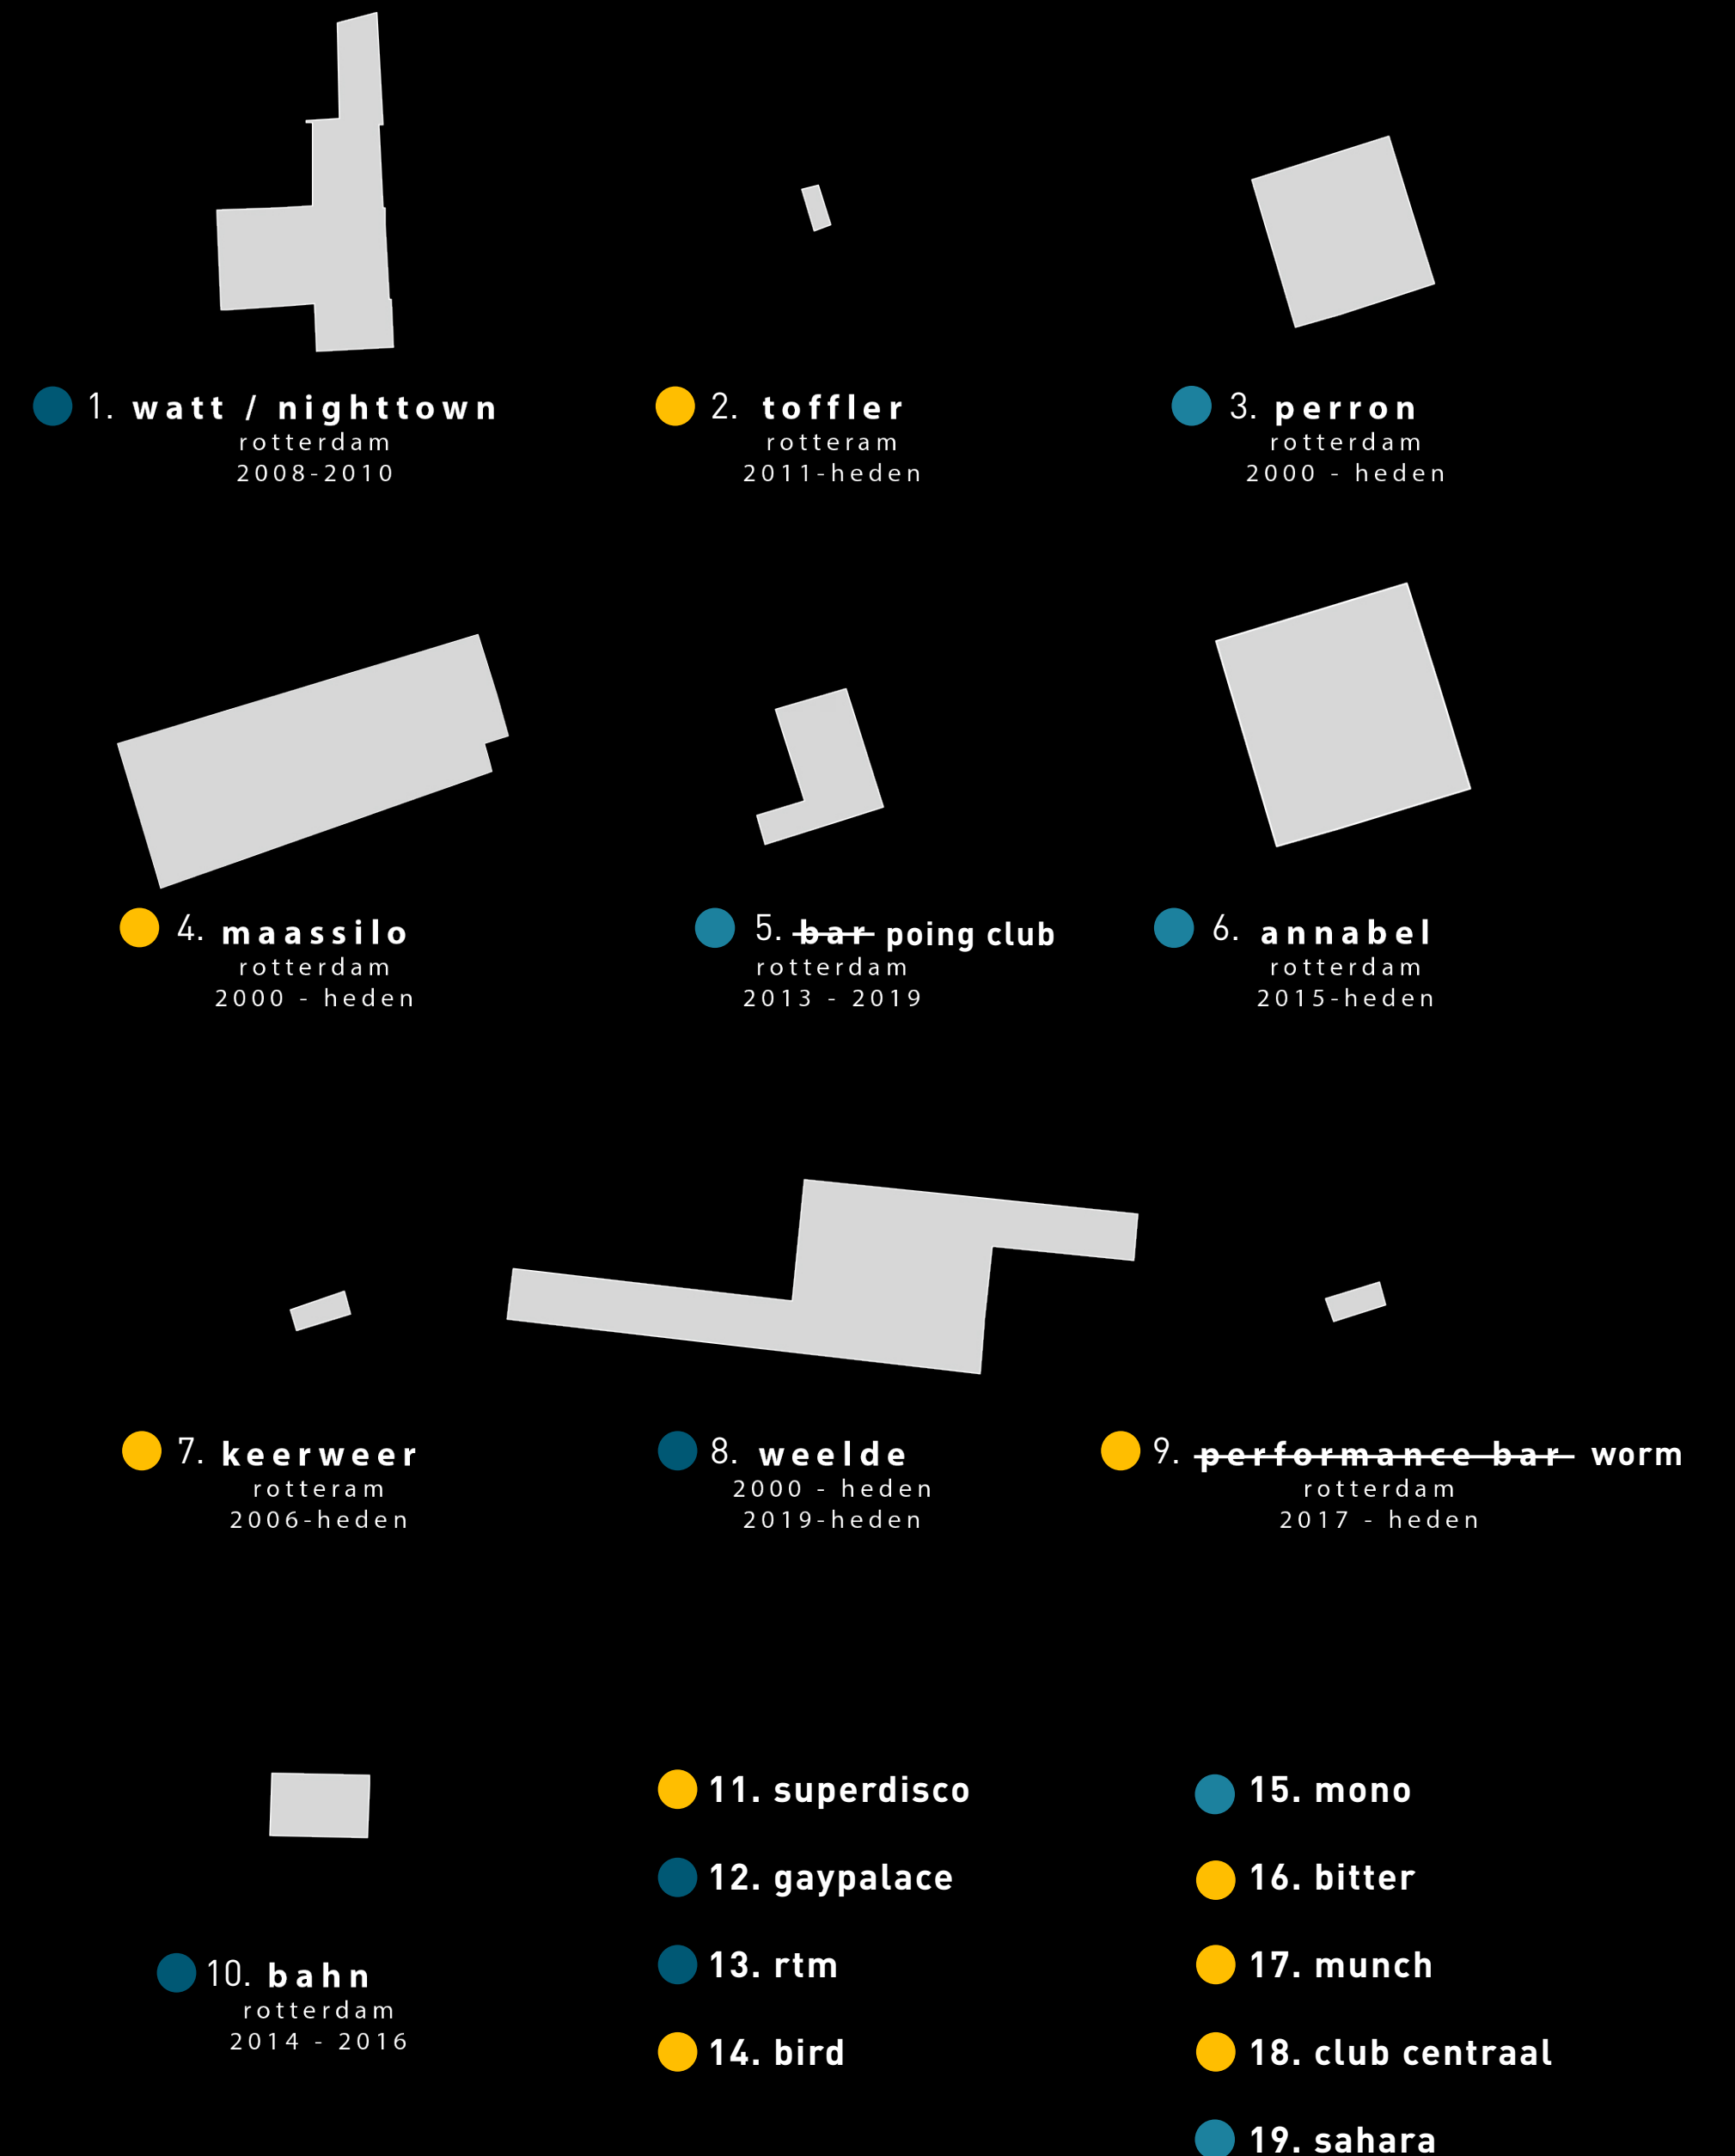 1. watt / nighttown
rotterdam
2008-2010
2. toffler
rotteram
2011-heden
3. perron
rotterdam
2000 - heden
4. maassilo
rotterdam
2000 - heden
5. bar poing club
rotterdam
2013 - 2019
6. annabel
rotterdam
2015-heden
7. keerweer
rotteram
2006-heden
8. weelde
2000 - heden
2019-heden
9. performance bar worm
rotterdam
2017 - heden
10. bahn
rotterdam
2014 - 2016
11. superdisco
12. gaypalace
13. rtm
14. bird
15. mono
16. bitter
17. munch
18. club centraal
19. sahara